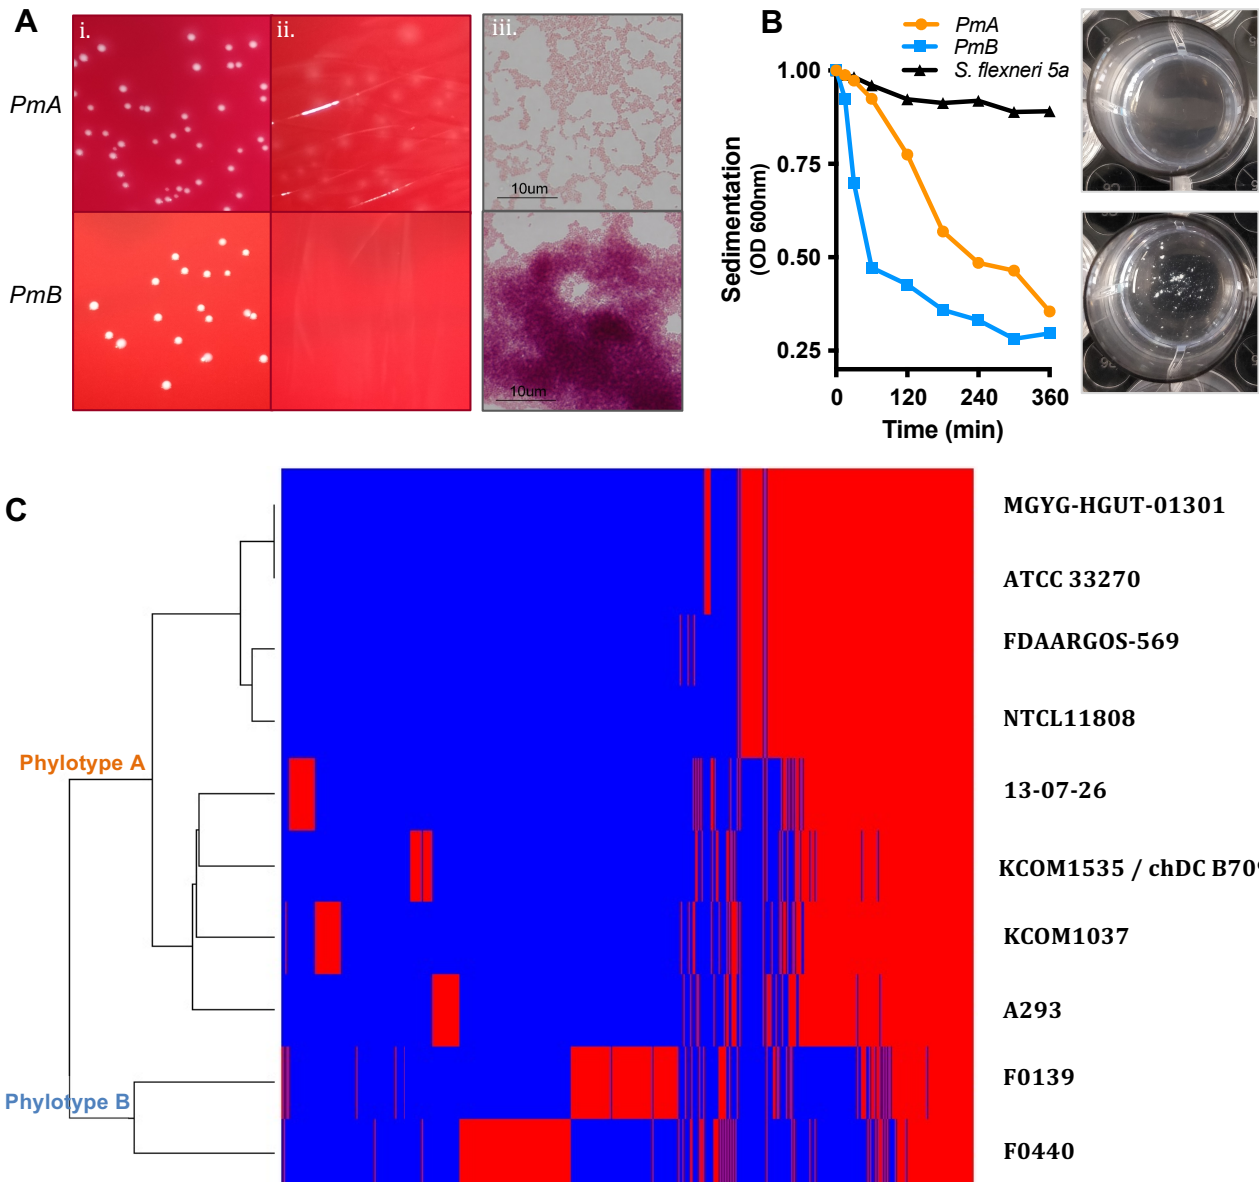 A
i.
ii.
iii.
PmA
10um
PmB
10um
B
PmA
PmB
S. flexneri 5a
1.00
0.75
0.50
0.25
Sedimentation
(OD 600nm)
0
120
240
360
Time (min)
C
Phylotype A
Phylotype B
MGYG-HGUT-01301
ATCC 33270
FDAARGOS-569
NTCL11808
13-07-26
KCOM1535 / chDC B70
KCOM1037
A293
F0139
F0440